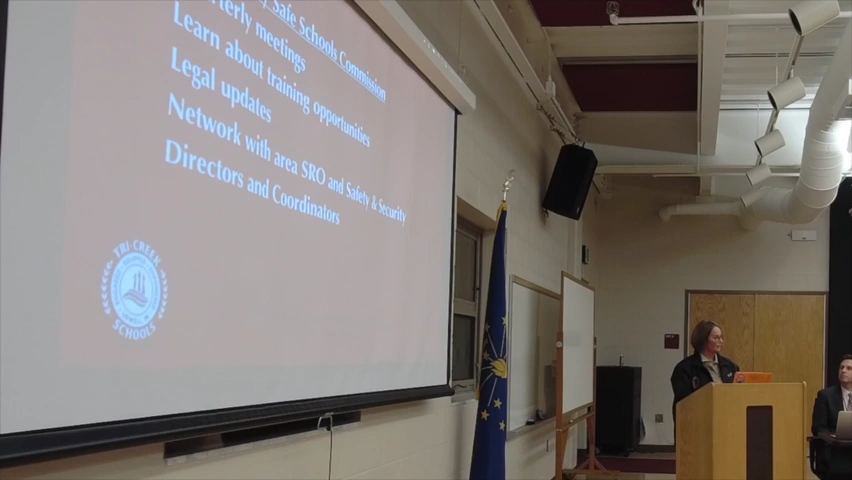 Safe Schools Commission
meetings
Learn about training opportunities
Legal updates
Network with area SRO and Safety & Security
Directors and Coordinators
TRI-CREEK
SCHOOLS